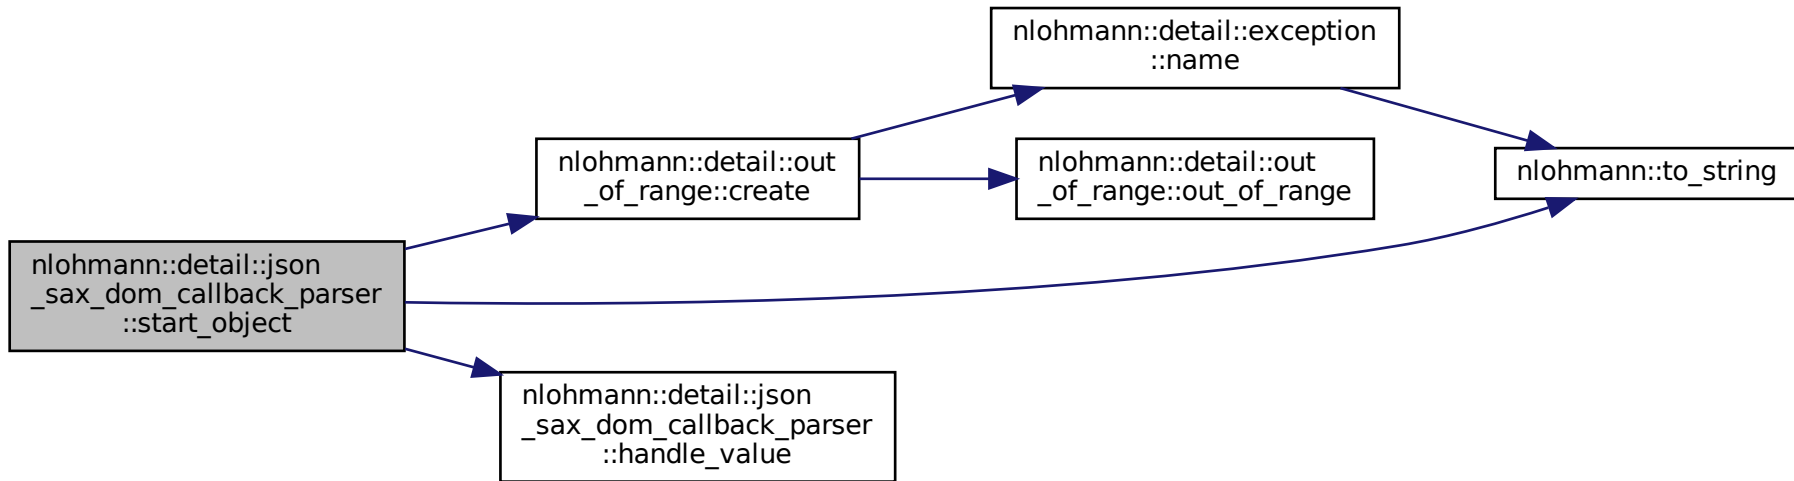 nlohmann::detail::exception
::name
nlohmann::detail::out
_of_range::create
nlohmann::detail::out
_of_range::out_of_range
nlohmann::to_string
nlohmann::detail::json
_sax_dom_callback_parser
::start_object
nlohmann::detail::json
_sax_dom_callback_parser
::handle_value